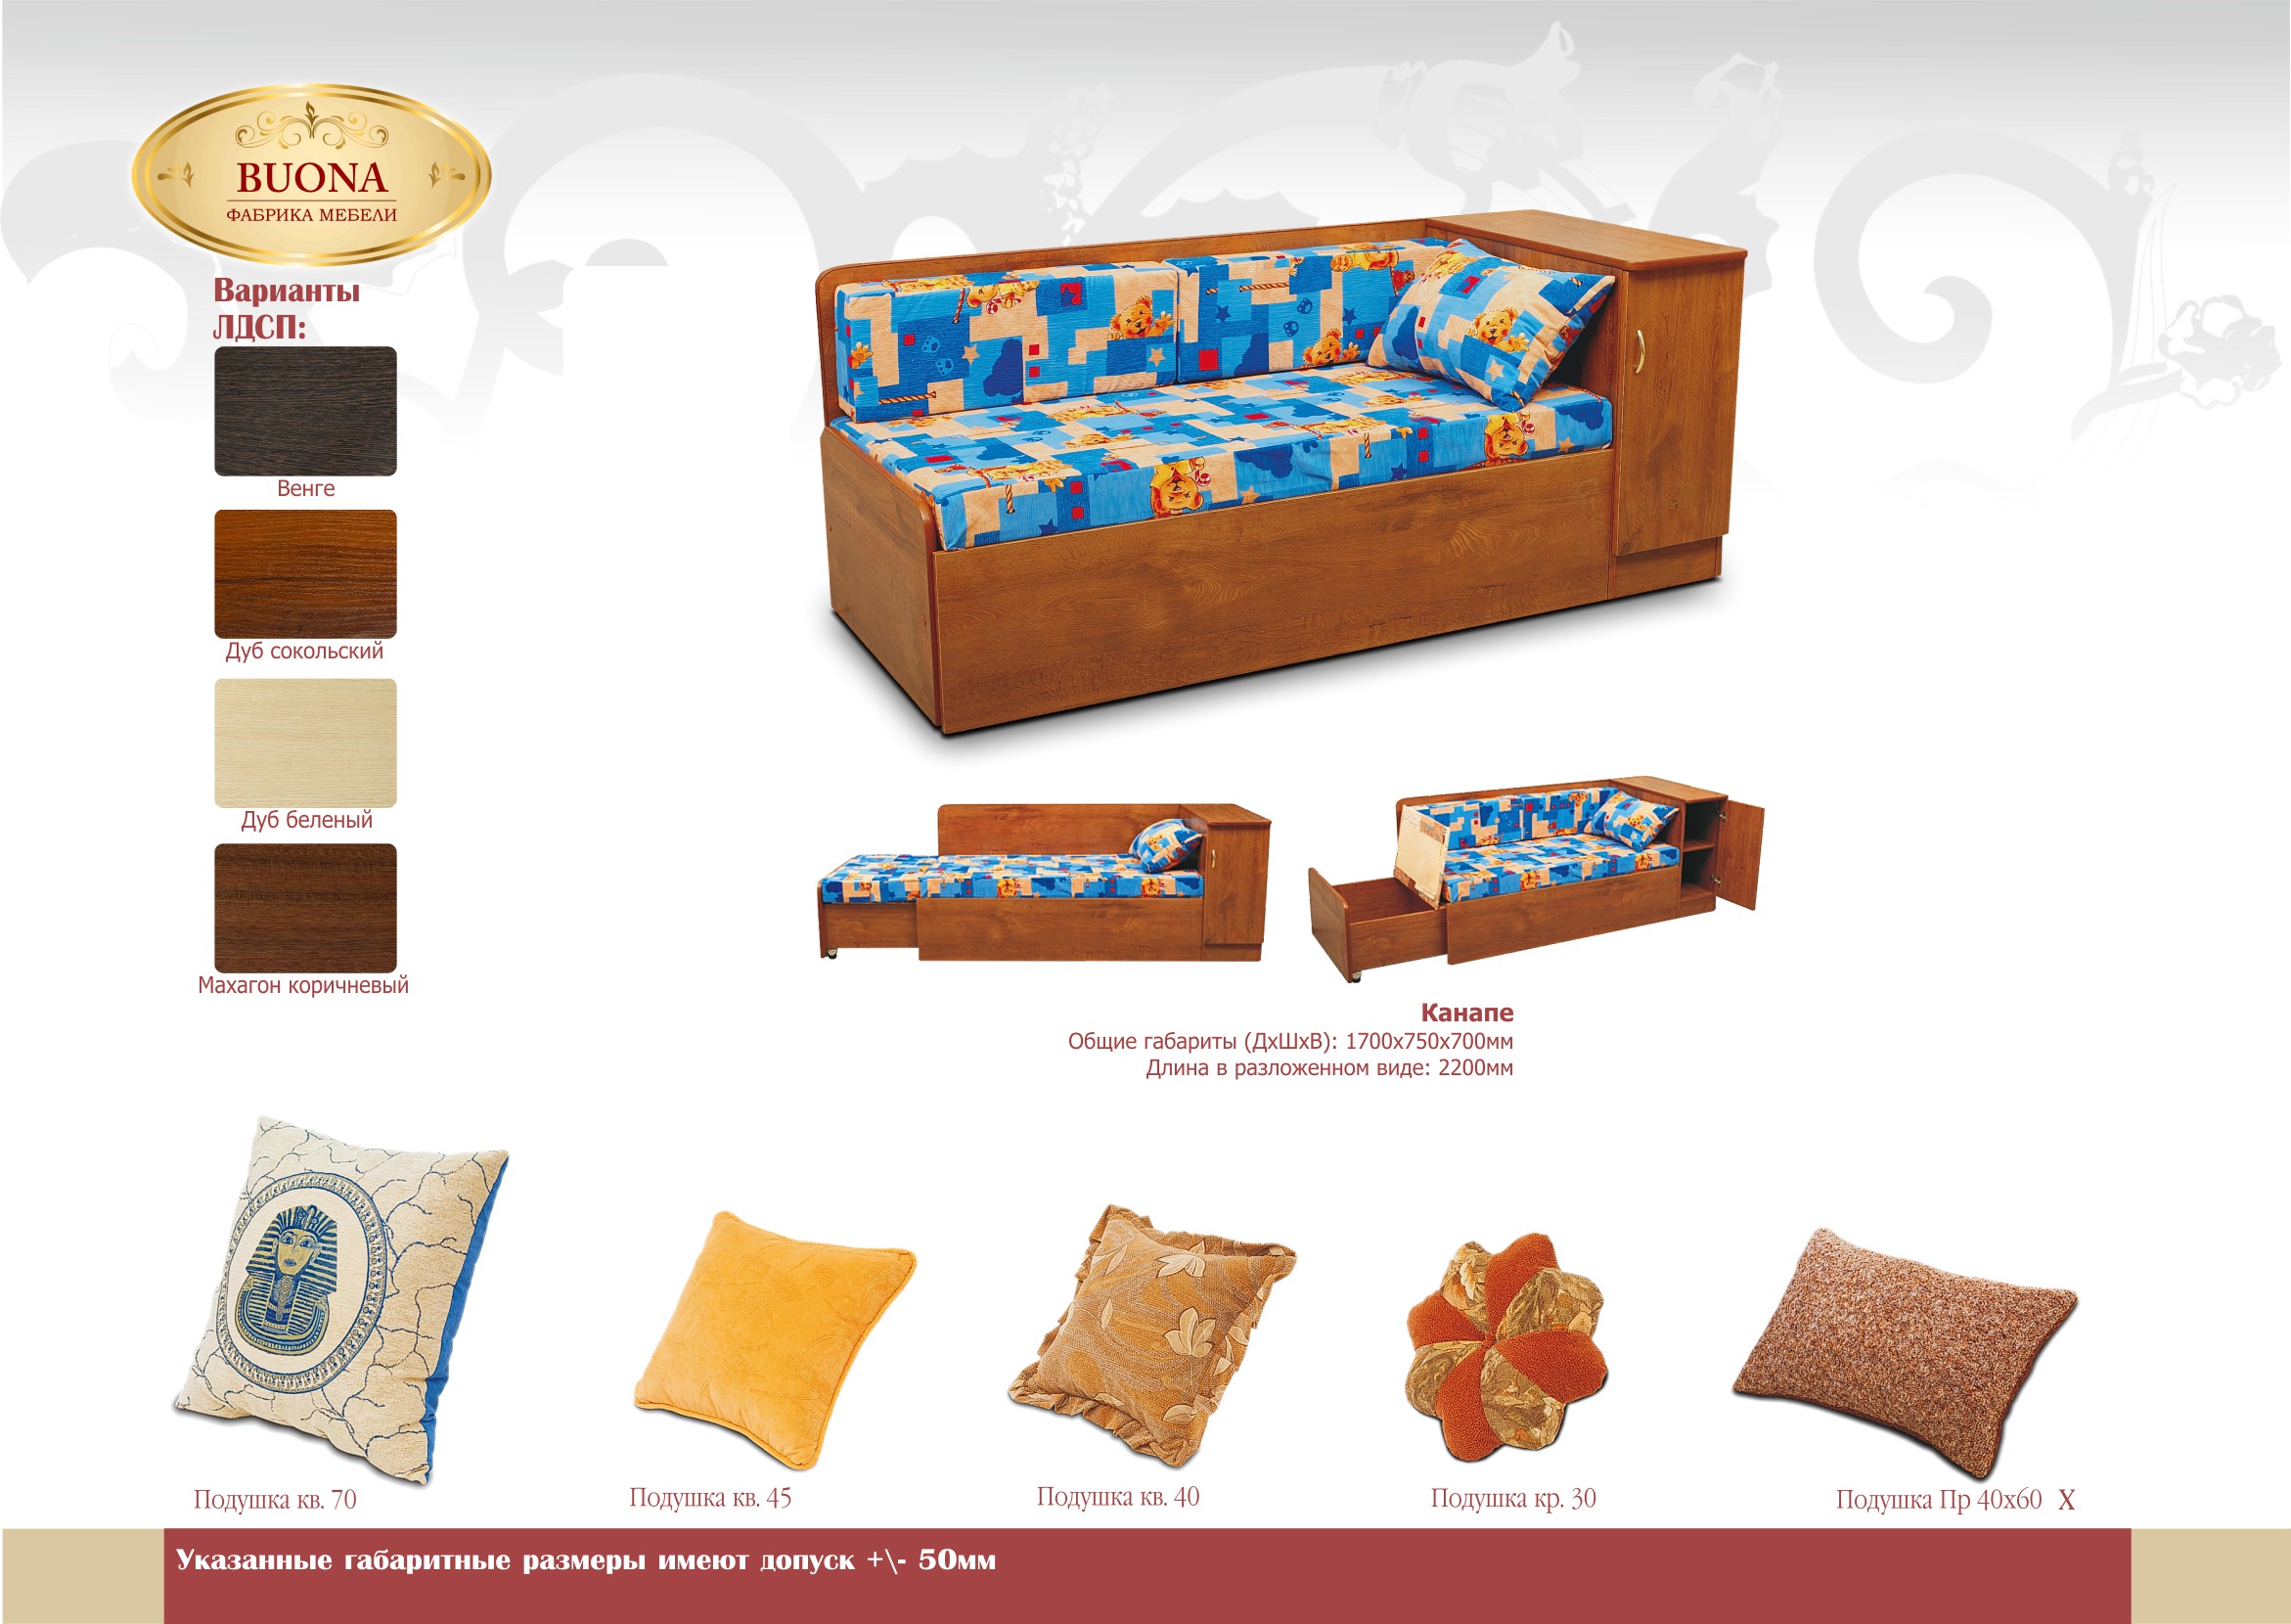 BUONA
ФАБРИКА МЕБЕЛИ
Варианты
ЛДСП:
Венге
Дуб сокольский
Дуб беленый
Махагон коричневый
Канапе
Общие габариты (ДхШхВ): 1700х750х700мм
Длина в разложенном виде: 2200мм
Подушка кв. 70
Подушка кв. 45
Подушка кв. 40
Подушка кр. 30
Подушка Пр 40х60 X
Указанные габаритные размеры имеют допуск +\- 50мм